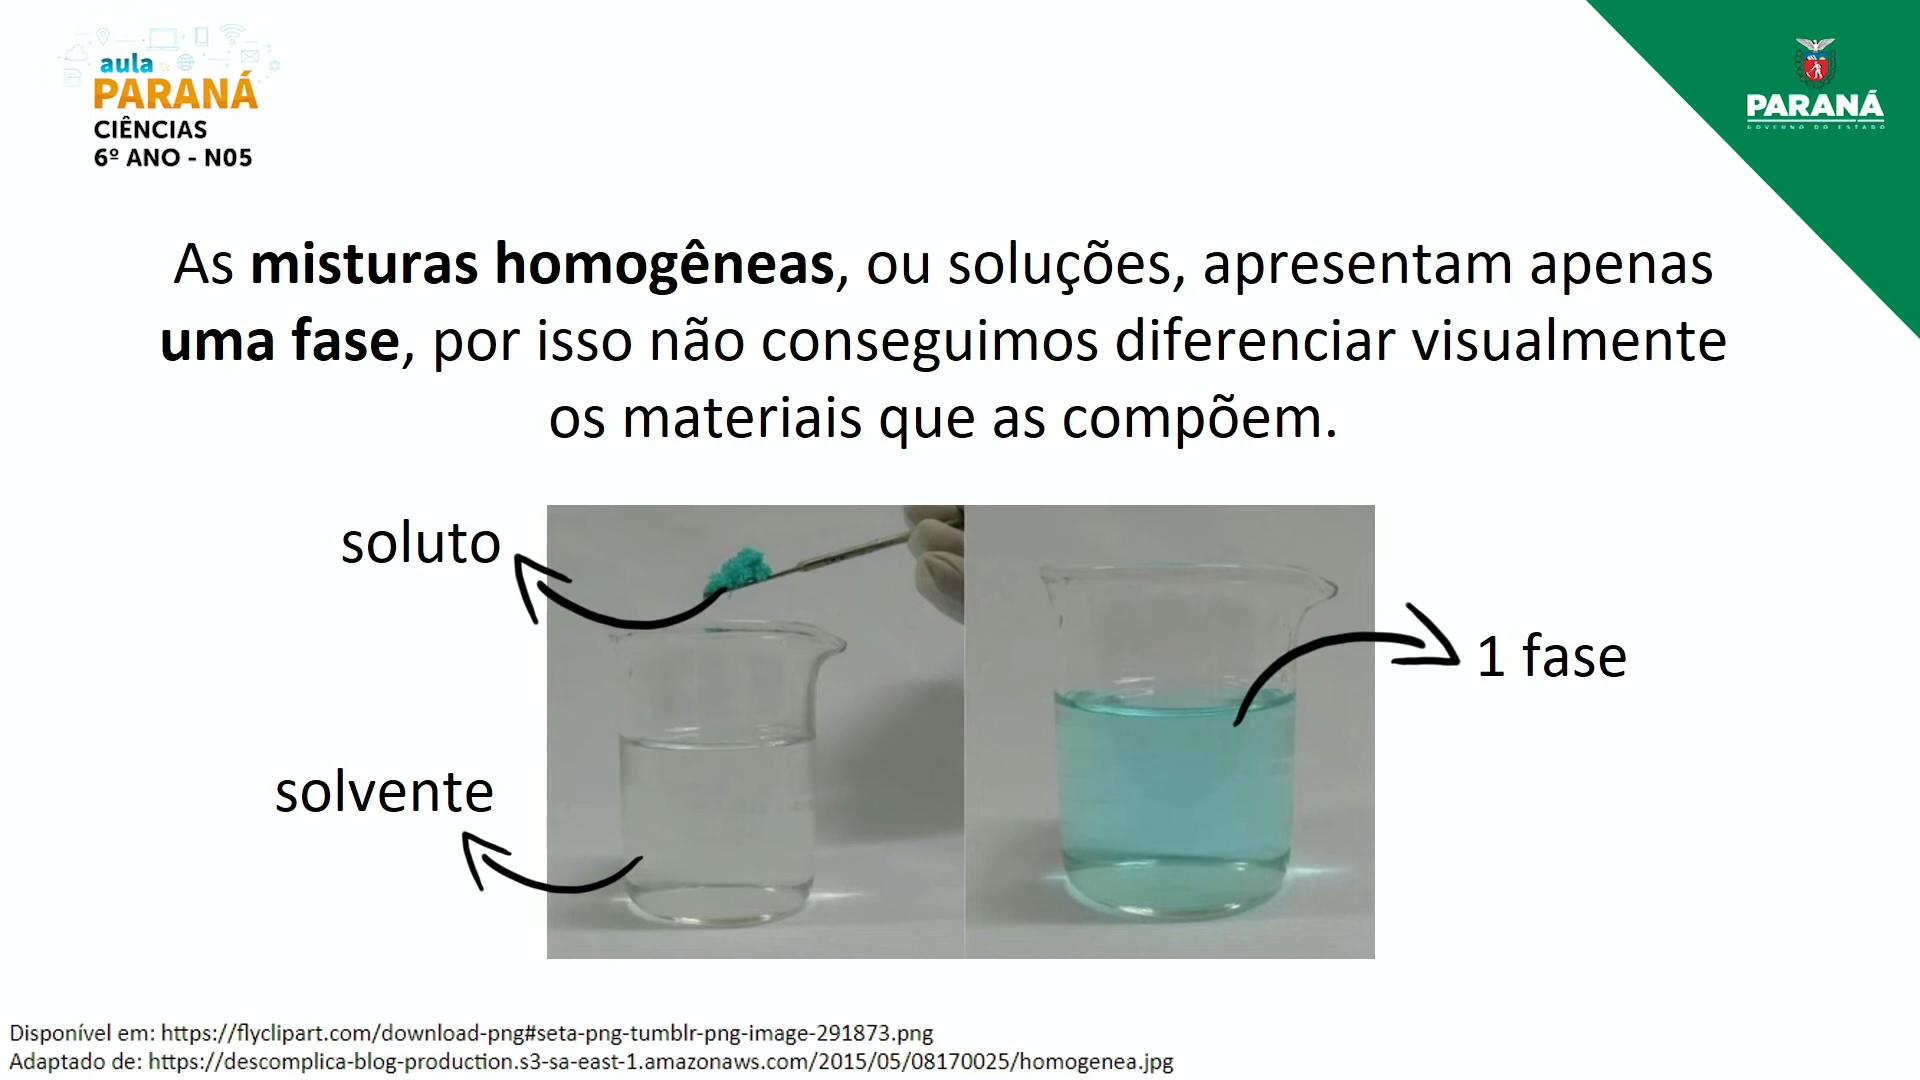 aula
PARANÁ
CIÊNCIAS
6º ANO - N05
PARANÁ
GOVERNO DO ESTADO
As misturas homogêneas, ou soluções, apresentam apenas
uma fase, por isso não conseguimos diferenciar visualmente
os materiais que as compõem.
soluto
1 fase
solvente
Disponível em: https://flyclipart.com/download-png#seta-png-tumblr-png-image-291873.png
Adaptado de: https://descomplica-blog-production.s3-sa-east-1.amazonaws.com/2015/05/08170025/homogenea.jpg